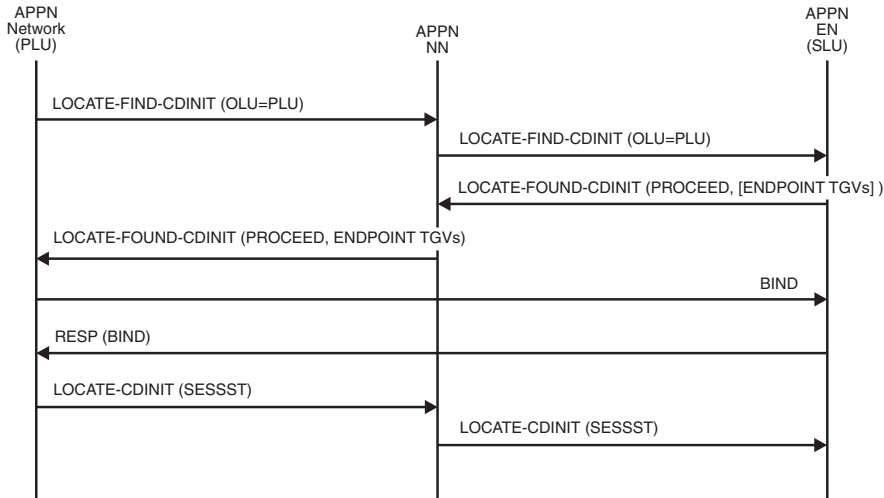 APPN
Network
(PLU)
APPN
NN
APPN
EN
(SLU)
LOCATE-FIND-CDINIT (OLU=PLU)
LOCATE-FIND-CDINIT (OLU=PLU)
LOCATE-FOUND-CDINIT (PROCEED, [ENDPOINT TGVs] )
LOCATE-FOUND-CDINIT (PROCEED, ENDPOINT TGVs)
BIND
RESP (BIND)
LOCATE-CDINIT (SESSST)
LOCATE-CDINIT (SESSST)